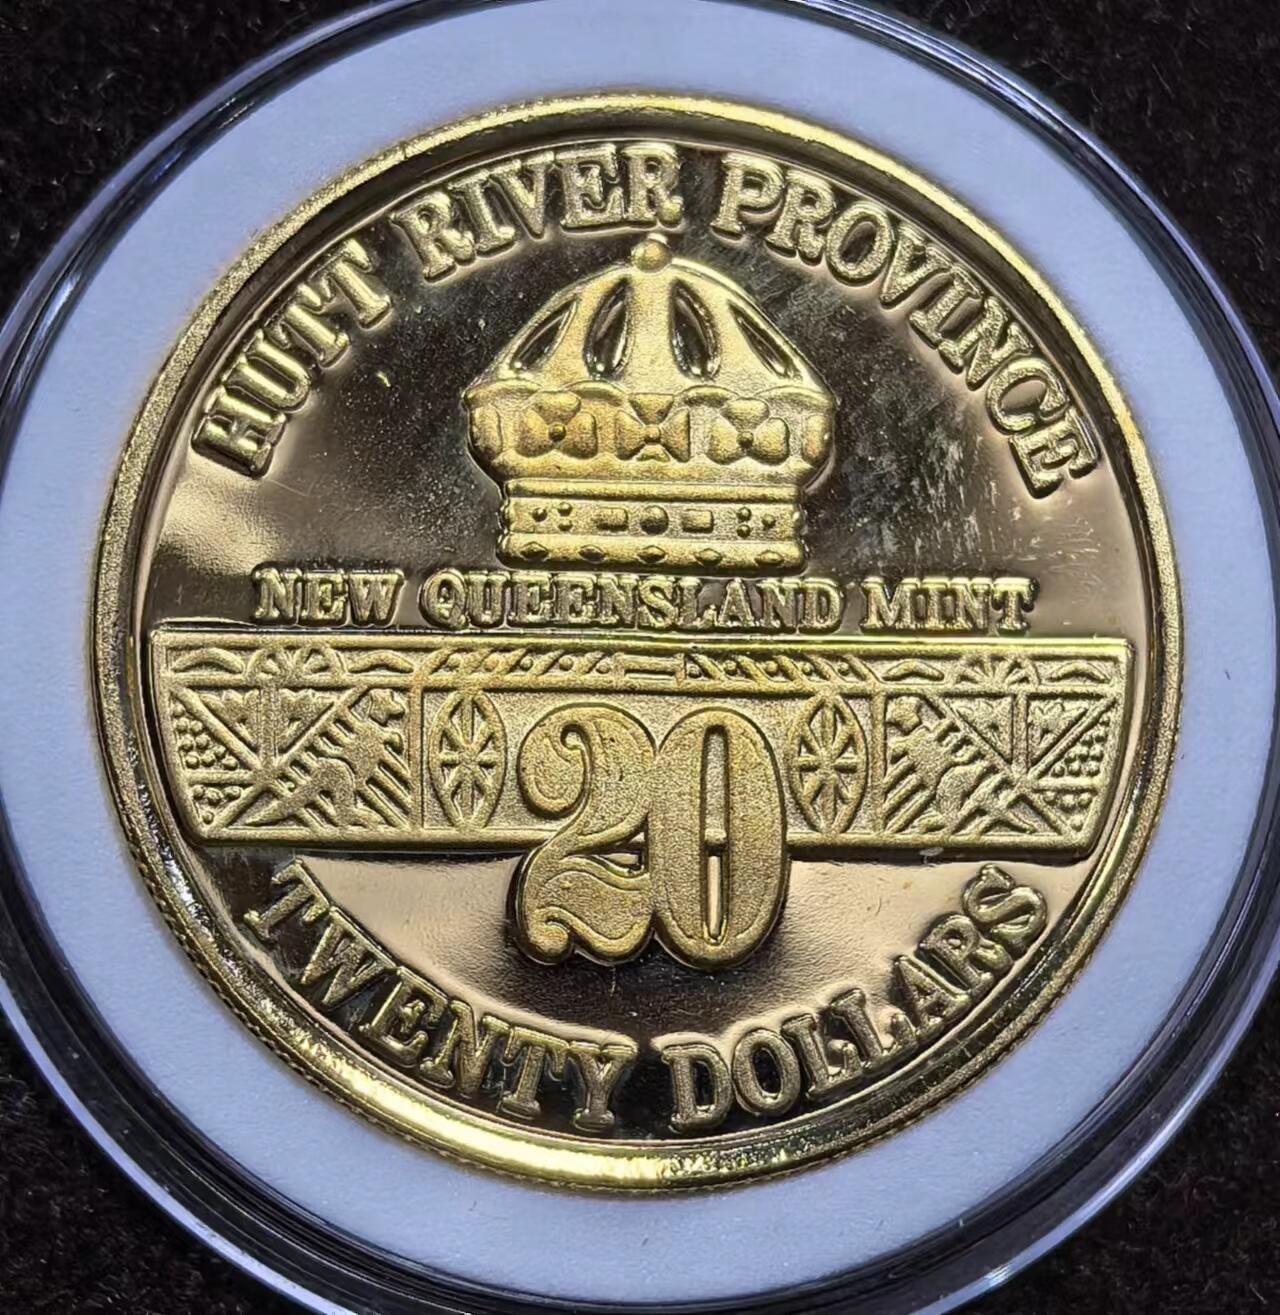 HUTT RIVER PROVINCE
NEW QUEENSLAND MINT
20
TWENTY DOLLARS